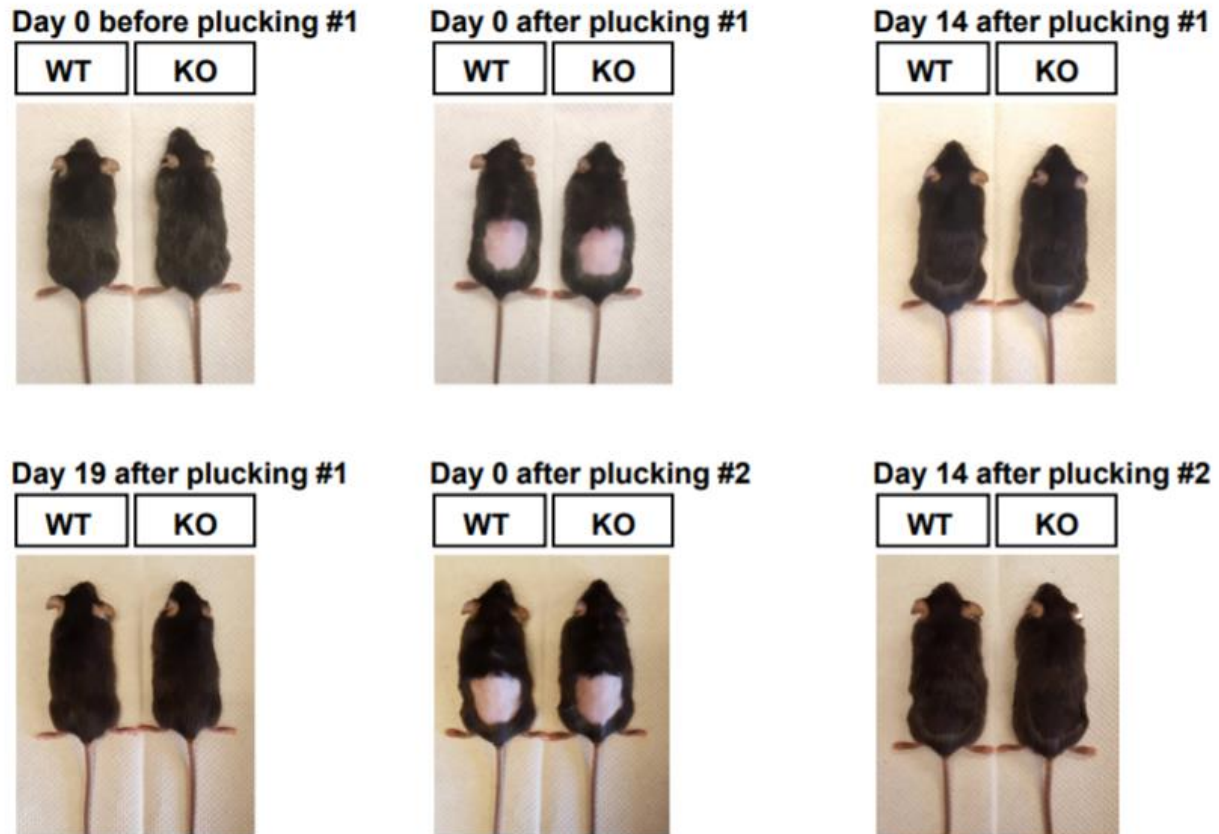 Day 0 before plucking #1
WT KO
Day 0 after plucking #1
WT KO
Day 14 after plucking #1
WT KO
Day 19 after plucking #1
WT KO
Day 0 after plucking #2
WT KO
Day 14 after plucking #2
WT KO